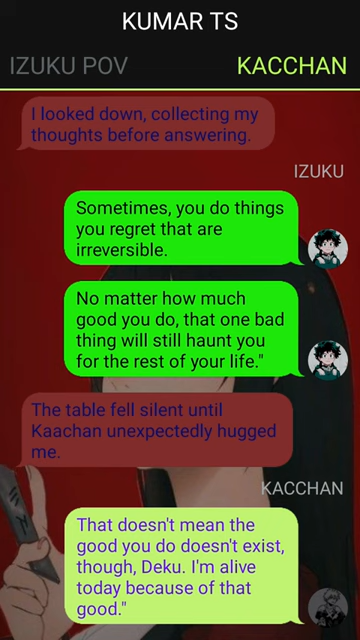 KUMAR TS
IZUKU POV
KACCHAN
I looked down, collecting my
thoughts before answering.
IZUKU
Sometimes, you do things
you regret that are
irreversible.
No matter how much
good you do, that one bad
thing will still haunt you
for the rest of your life."
The table fell silent until
Kaachan unexpectedly hugged
me.
KACCHAN
That doesn't mean the
good you do doesn't exist,
though, Deku. I'm alive
today because of that
good."